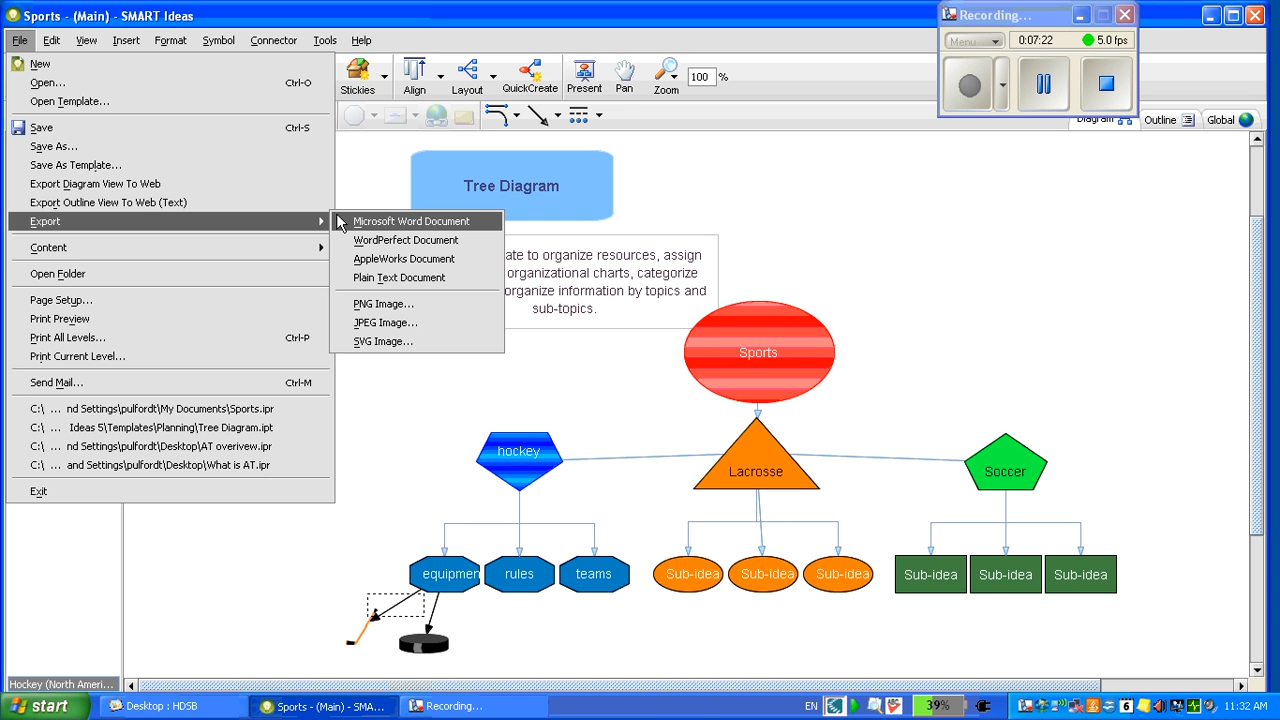 Sports - (Main) - SMART Ideas
Recording...
File Edit View Insert Format Symbol Connector Tools Help
Menu 0:07:22 5.0 fps
New
Open... Ctrl-O
Open Template...
Save Ctrl-S
Save As...
Save As Template...
Export Diagram View To Web
Export Outline View To Web (Text)
Export
Content
Open Folder
Page Setup...
Print Preview
Print All Levels... Ctrl-P
Print Current Level...
Send Mail... Ctrl-M
C:\ ... nd Settings\pulfordt\My Documents\Sports.ipr
C:\ ... Ideas 5\Templates\Planning\Tree Diagram.ipt
C:\ ... nd Settings\pulfordt\Desktop\AT overivew.ipr
C:\ ... and Settings\pulfordt\Desktop\What is AT.ipr
Exit
Microsoft Word Document
WordPerfect Document
AppleWorks Document
Plain Text Document
PNG Image...
JPEG Image...
SVG Image...
Stickies Align Layout QuickCreate Present Pan Zoom 100 %
Diagram Outline Global
Tree Diagram
ate to organize resources, assign
organizational charts, categorize
organize information by topics and
sub-topics.
Sports
hockey
Lacrosse
Soccer
equipmen
rules
teams
Sub-idea
Sub-idea
Sub-idea
Sub-idea
Sub-idea
Sub-idea
Hockey (North Ameri...
start Desktop : HDSB Sports - (Main) - SMA... Recording... EN 39% 6 11:32 AM